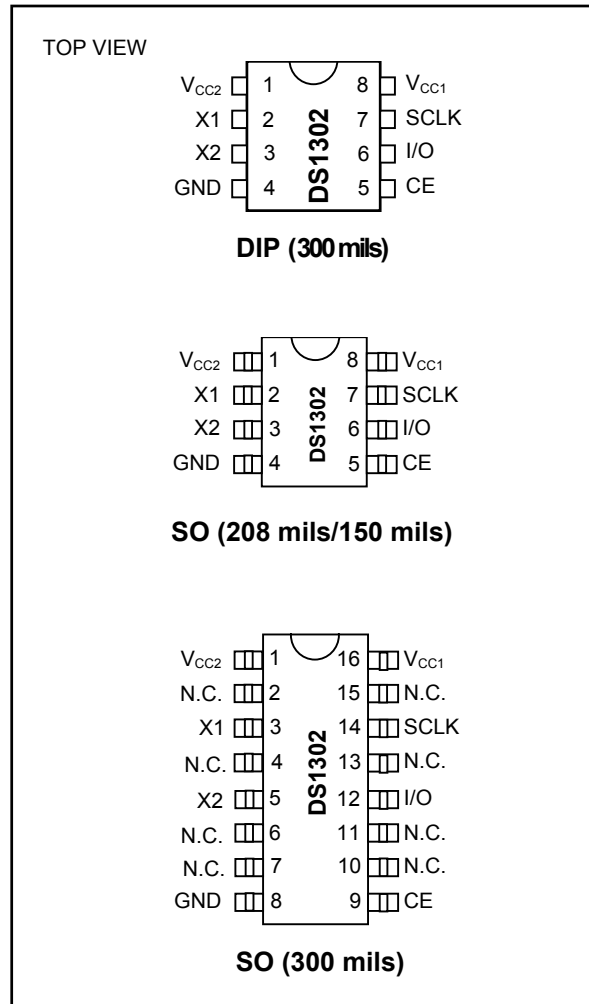 TOP VIEW
VCC2 1 8 VCC1
X1 2 7 SCLK
X2 3 6 I/O
GND 4 5 CE
DS1302
DIP (300 mils)
VCC2 1 8 VCC1
X1 2 7 SCLK
X2 3 6 I/O
GND 4 5 CE
DS1302
SO (208 mils/150 mils)
VCC2 1 16 VCC1
N.C. 2 15 N.C.
X1 3 14 SCLK
N.C. 4 13 N.C.
X2 5 12 I/O
N.C. 6 11 N.C.
N.C. 7 10 N.C.
GND 8 9 CE
DS1302
SO (300 mils)